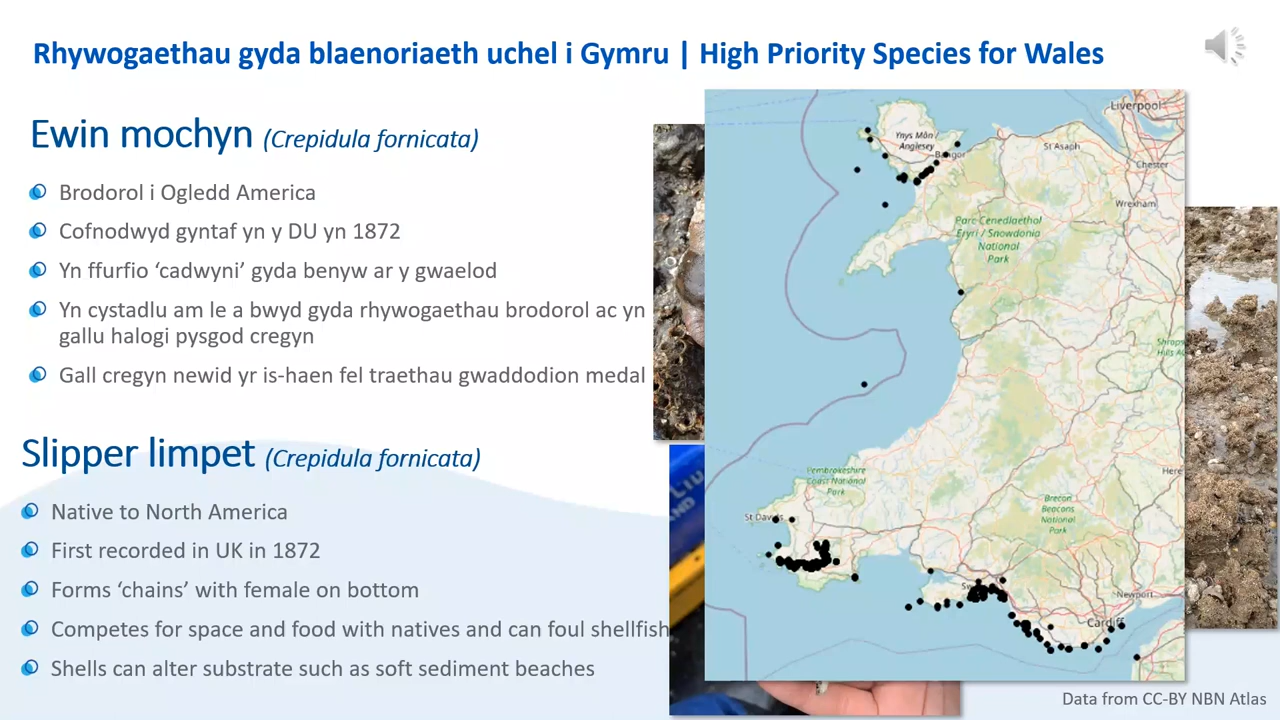 Rhywogaethau gyda blaenoriaeth uchel i Gymru | High Priority Species for Wales
Ewin mochyn (Crepidula fornicata)
Brodorol i Ogledd America
Cofnodwyd gyntaf yn y DU yn 1872
Yn ffurfio ‘cadwyni’ gyda benyw ar y gwaelod
Yn cystadlu am le a bwyd gyda rhywogaethau brodorol ac yn
gallu halogi pysgod cregyn
Gall cregyn newid yr is-haen fel traethau gwaddodion medal
Slipper limpet (Crepidula fornicata)
Native to North America
First recorded in UK in 1872
Forms ‘chains’ with female on bottom
Competes for space and food with natives and can foul shellfish
Shells can alter substrate such as soft sediment beaches
Liverpool
Ynys Môn
Anglesey
Bangor
St Asaph
Chester
Wrexham
Parc Cenedlaethol
Eryri / Snowdonia
National
Park
Shrops
Hills
Pembrokeshire
Coast National
Park
Here
Brecon
Beacons
National
Park
St Davids
Newport
Cardiff
Data from CC-BY NBN Atlas